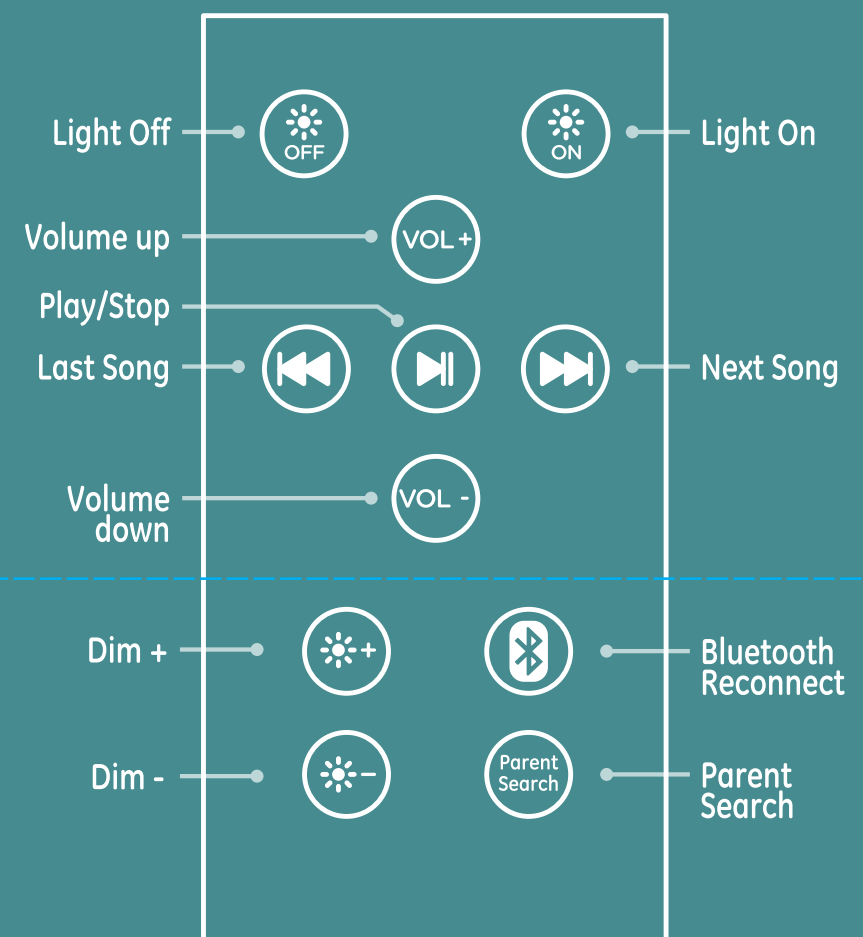 Light Off
OFF
ON
Light On
Volume up
VOL+
Play/Stop
Last Song
Next Song
Volume
down
VOL -
Dim +
+
Bluetooth
Reconnect
Dim -
-
Parent
Search
Parent
Search